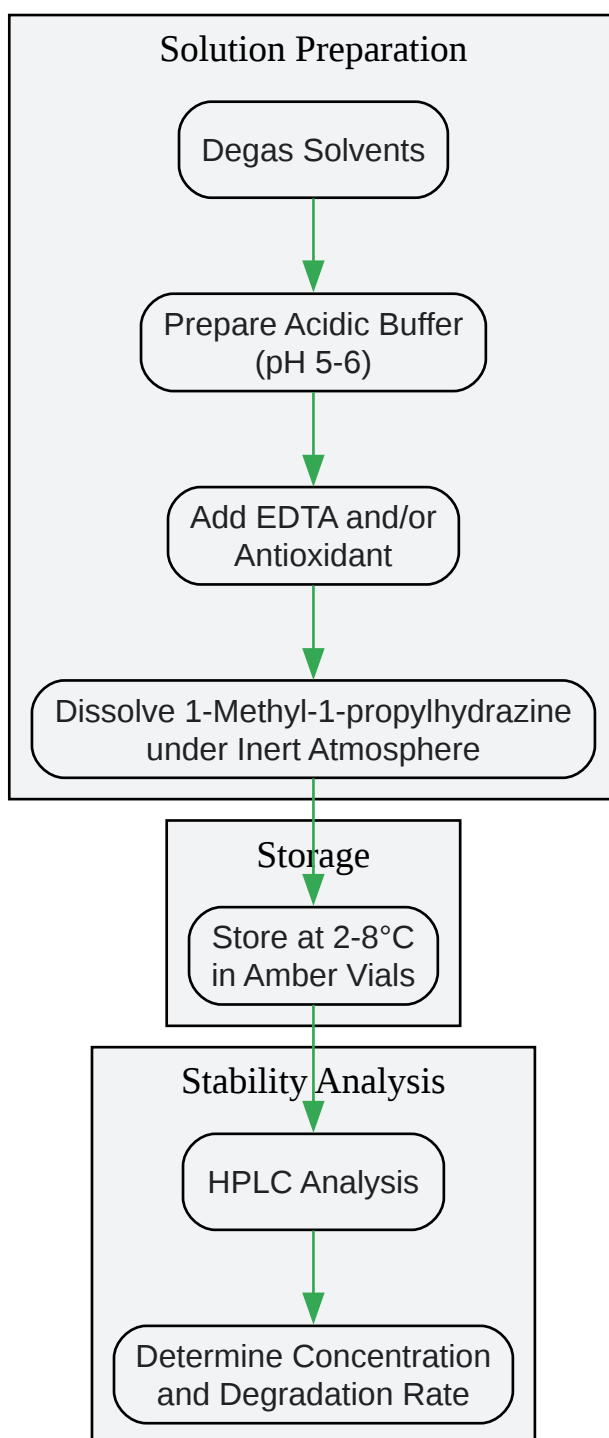 Solution Preparation
Degas Solvents
Prepare Acidic Buffer
(pH 5-6)
Add EDTA and/or
Antioxidant
Dissolve 1-Methyl-1-propylhydrazine
under Inert Atmosphere
Storage
Store at 2-8°C
in Amber Vials
Stability Analysis
HPLC Analysis
Determine Concentration
and Degradation Rate